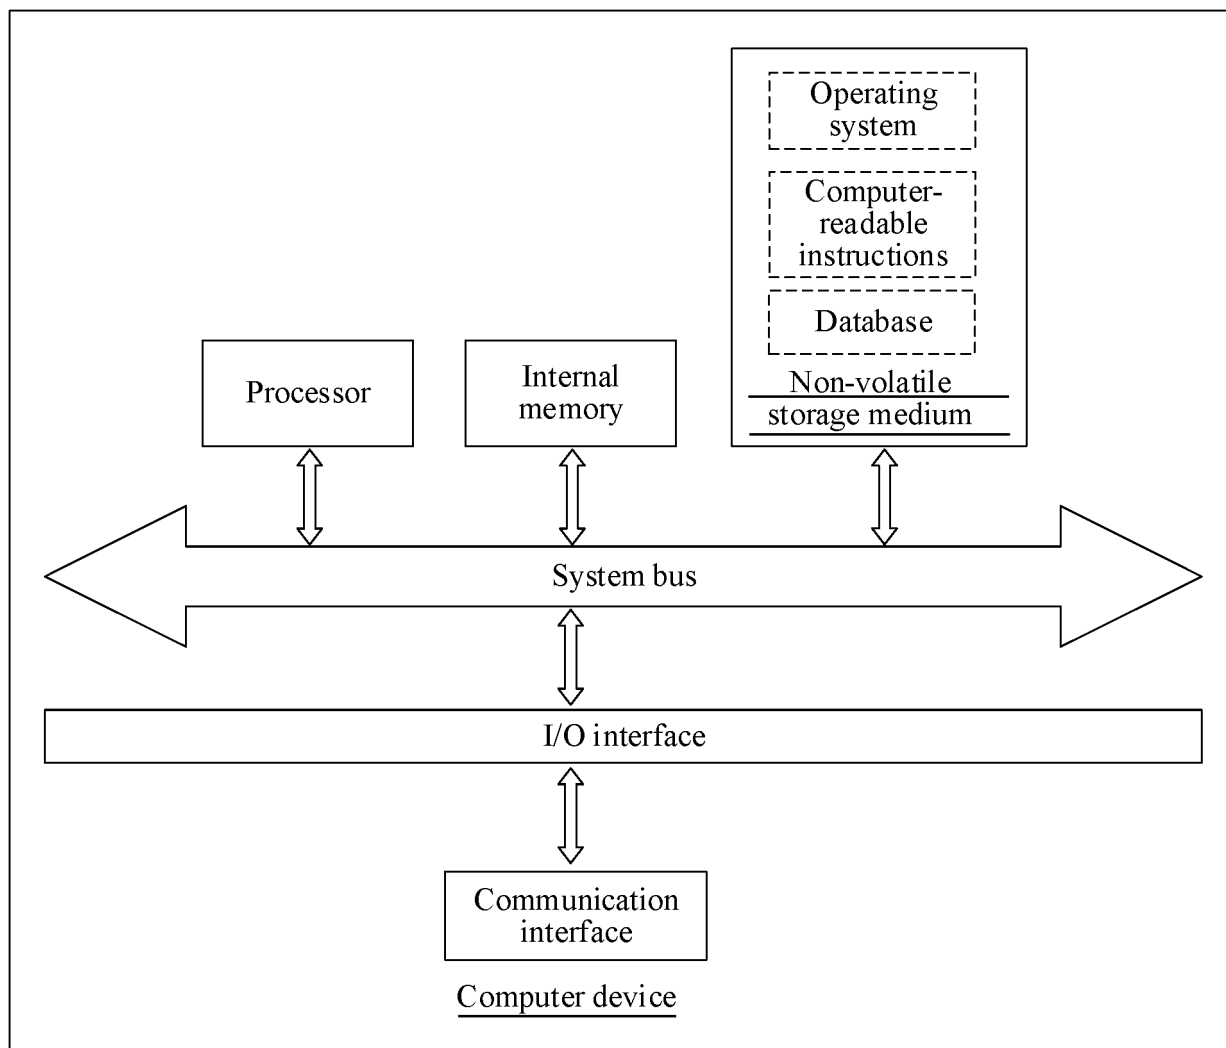 Operating
system
Computer-
readable
instructions
Database
Non-volatile
storage medium
Processor
Internal
memory
System bus
I/O interface
Communication
interface
Computer device